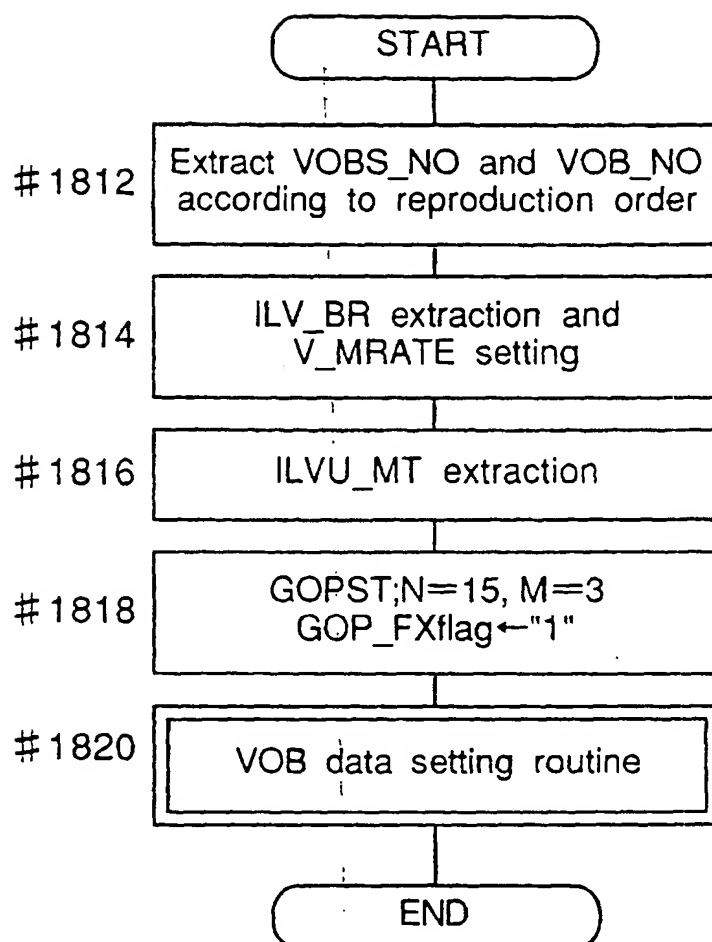 START
#1812
Extract VOBS_NO and VOB_NO
according to reproduction order
#1814
ILV_BR extraction and
V_MRATE setting
#1816
ILVU_MT extraction
#1818
GOPST;N=15, M=3
GOP_FXflag←"1"
#1820
VOB data setting routine
END